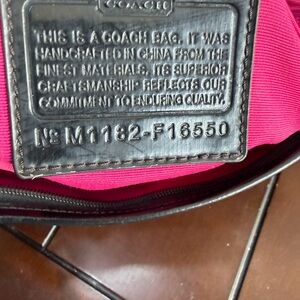 COACH
THIS IS A COACH BAG. IT WAS
HANDCRAFTED IN CHINA FROM THE
FINEST MATERIALS. ITS SUPERIOR
CRAFTSMANSHIP REFLECTS OUR
COMMITMENT TO ENDURING QUALITY.
No M1182-F16550